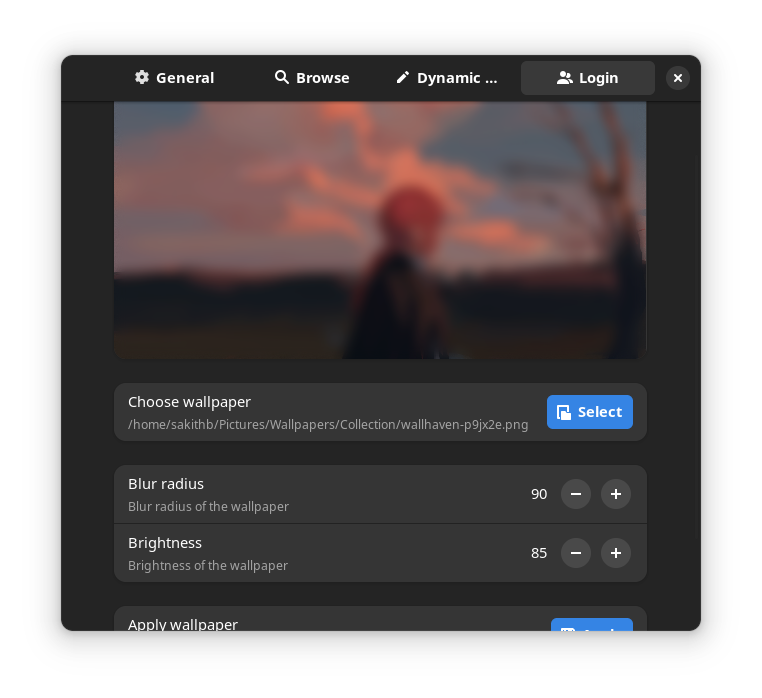 General
Browse
Dynamic ...
Login
Choose wallpaper
/home/sakithb/Pictures/Wallpapers/Collection/wallhaven-p9jx2e.png
Select
Blur radius
Blur radius of the wallpaper
90
Brightness
Brightness of the wallpaper
85
Apply wallpaper